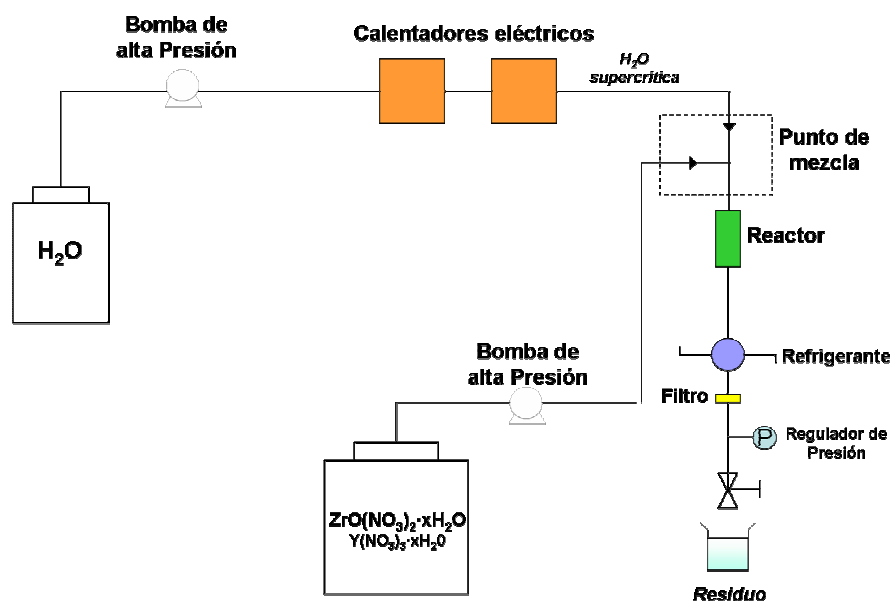 Bomba de
alta Presión
Calentadores eléctricos
H₂O
supercrítica
Punto de
mezcla
H₂O
Reactor
Bomba de
alta Presión
Refrigerante
Filtro
P
Regulador de
Presión
ZrO(NO₃)₂·xH₂O
Y(NO₃)₃·xH₂0
Residuo